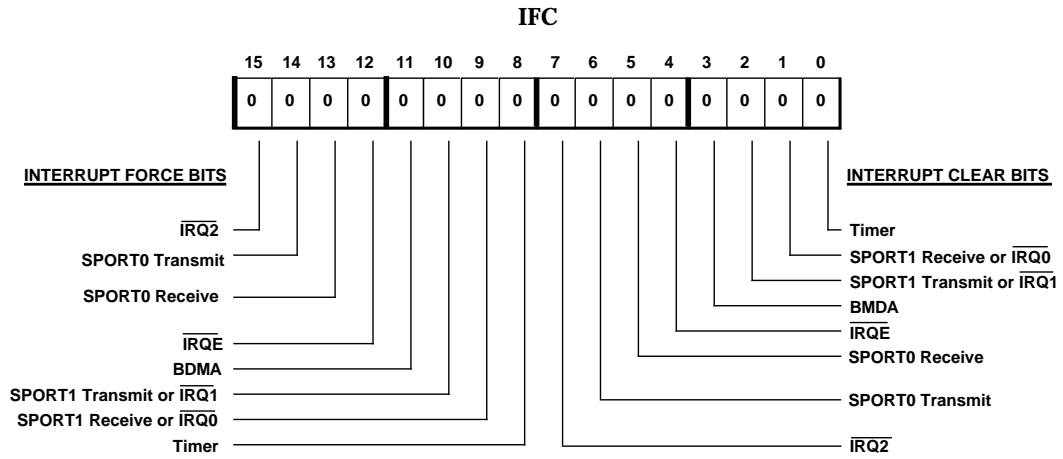 IFC
15 14 13 12 11 10 9 8 7 6 5 4 3 2 1 0
0 0 0 0 0 0 0 0 0 0 0 0 0 0 0 0
INTERRUPT FORCE BITS
IRQ2
SPORT0 Transmit
SPORT0 Receive
IRQE
BDMA
SPORT1 Transmit or IRQ1
SPORT1 Receive or IRQ0
Timer
INTERRUPT CLEAR BITS
Timer
SPORT1 Receive or IRQ0
SPORT1 Transmit or IRQ1
BMDA
IRQE
SPORT0 Receive
SPORT0 Transmit
IRQ2